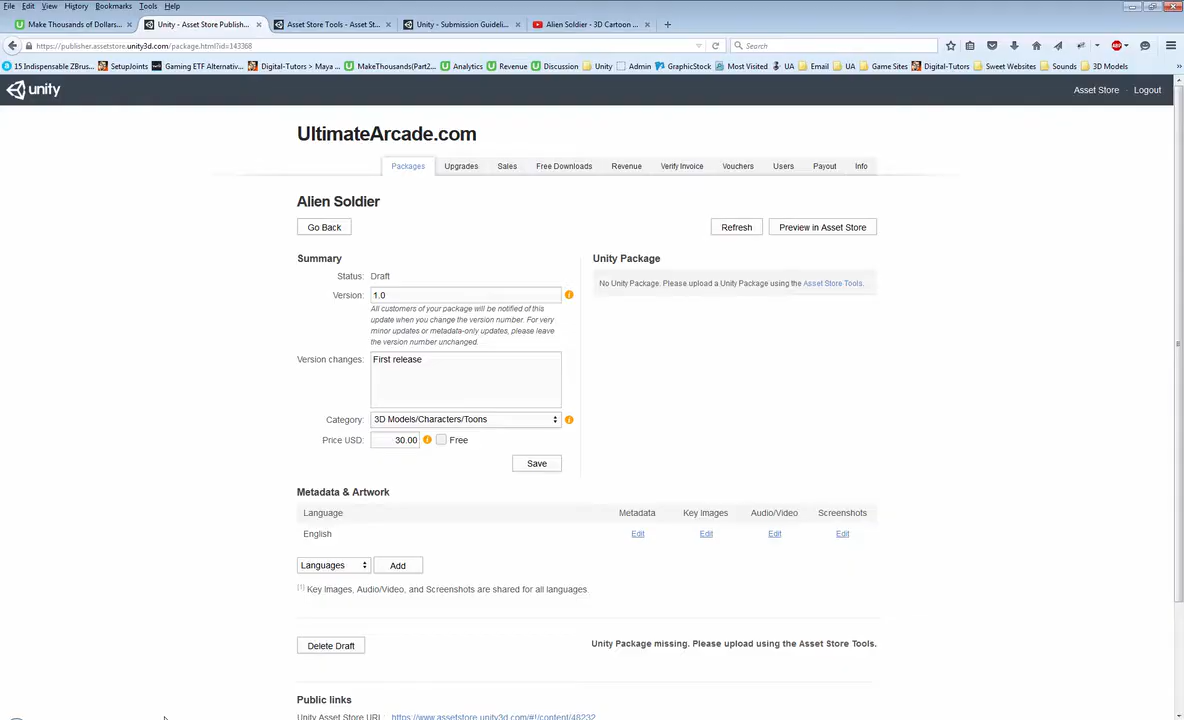 File Edit View History Bookmarks Tools Help
Make Thousands of Dollars... Unity - Asset Store Publish... Asset Store Tools - Asset St... Unity - Submission Guideli... Alien Soldier - 3D Cartoon ...
https://publisher.assetstore.unity3d.com/package.html?id=143368 Search
15 Indispensable ZBrus... SetupJoints Gaming ETF Alternativ... Digital-Tutors > Maya ... MakeThousands(Part2... Analytics Revenue Discussion Unity Admin GraphicStock Most Visited UA Email UA Game Sites Digital-Tutors Sweet Websites Sounds 3D Models
unity Asset Store Logout
UltimateArcade.com
Packages Upgrades Sales Free Downloads Revenue Verify Invoice Vouchers Users Payout Info
Alien Soldier
Go Back Refresh Preview in Asset Store
Summary Unity Package
Status: Draft No Unity Package. Please upload a Unity Package using the Asset Store Tools.
Version: 1.0
All customers of your package will be notified of this
update when you change the version number. For very
minor updates or metadata-only updates, please leave
the version number unchanged.
Version changes: First release
Category: 3D Models/Characters/Toons
Price USD: 30.00 Free
Save
Metadata & Artwork
Language Metadata Key Images Audio/Video Screenshots
English Edit Edit Edit Edit
Languages Add
[1] Key Images, Audio/Video, and Screenshots are shared for all languages
Delete Draft Unity Package missing. Please upload using the Asset Store Tools.
Public links
Unity Asset Store URL: https://www.assetstore.unity3d.com/#!/content/48232